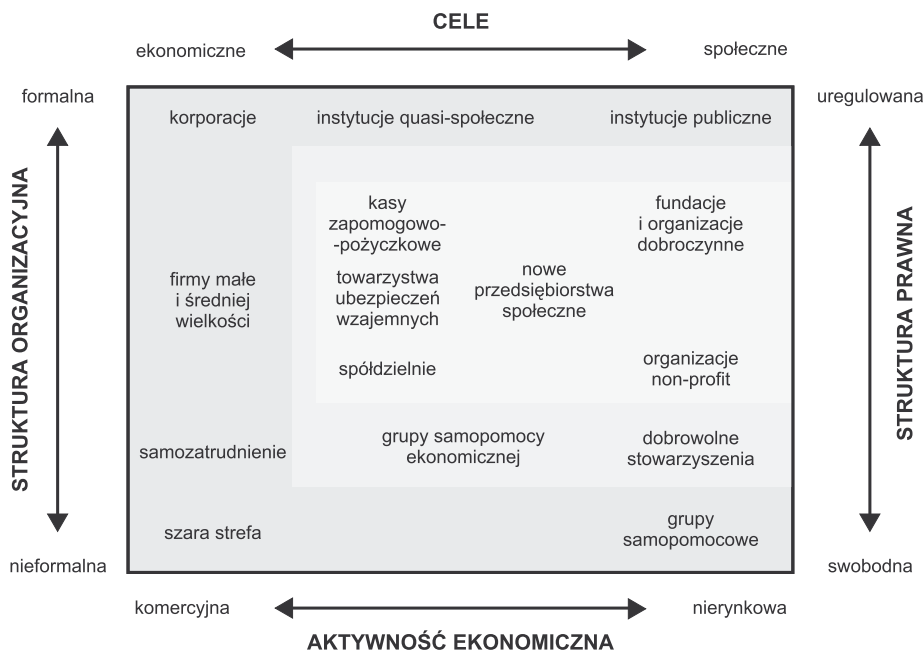 CELE
ekonomiczne
społeczne
formalna
uregulowana
korporacje
instytucje quasi-społeczne
instytucje publiczne
kasy
zapomogowo-
-pożyczkowe
fundacje
i organizacje
dobroczynne
firmy małe
i średniej
wielkości
towarzystwa
ubezpieczeń
wzajemnych
nowe
przedsiębiorstwa
społeczne
spółdzielnie
organizacje
non-profit
samozatrudnienie
grupy samopomocy
ekonomicznej
dobrowolne
stowarzyszenia
szara strefa
grupy
samopomocowe
STRUKTURA ORGANIZACYJNA
STRUKTURA PRAWNA
nieformalna
swobodna
komercyjna
nierynkowa
AKTYWNOŚĆ EKONOMICZNA